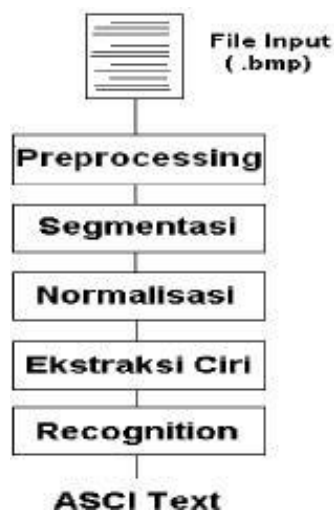 File Input
( .bmp)
Preprocessing
Segmentasi
Normalisasi
Ekstraksi Ciri
Recognition
ASCI Text